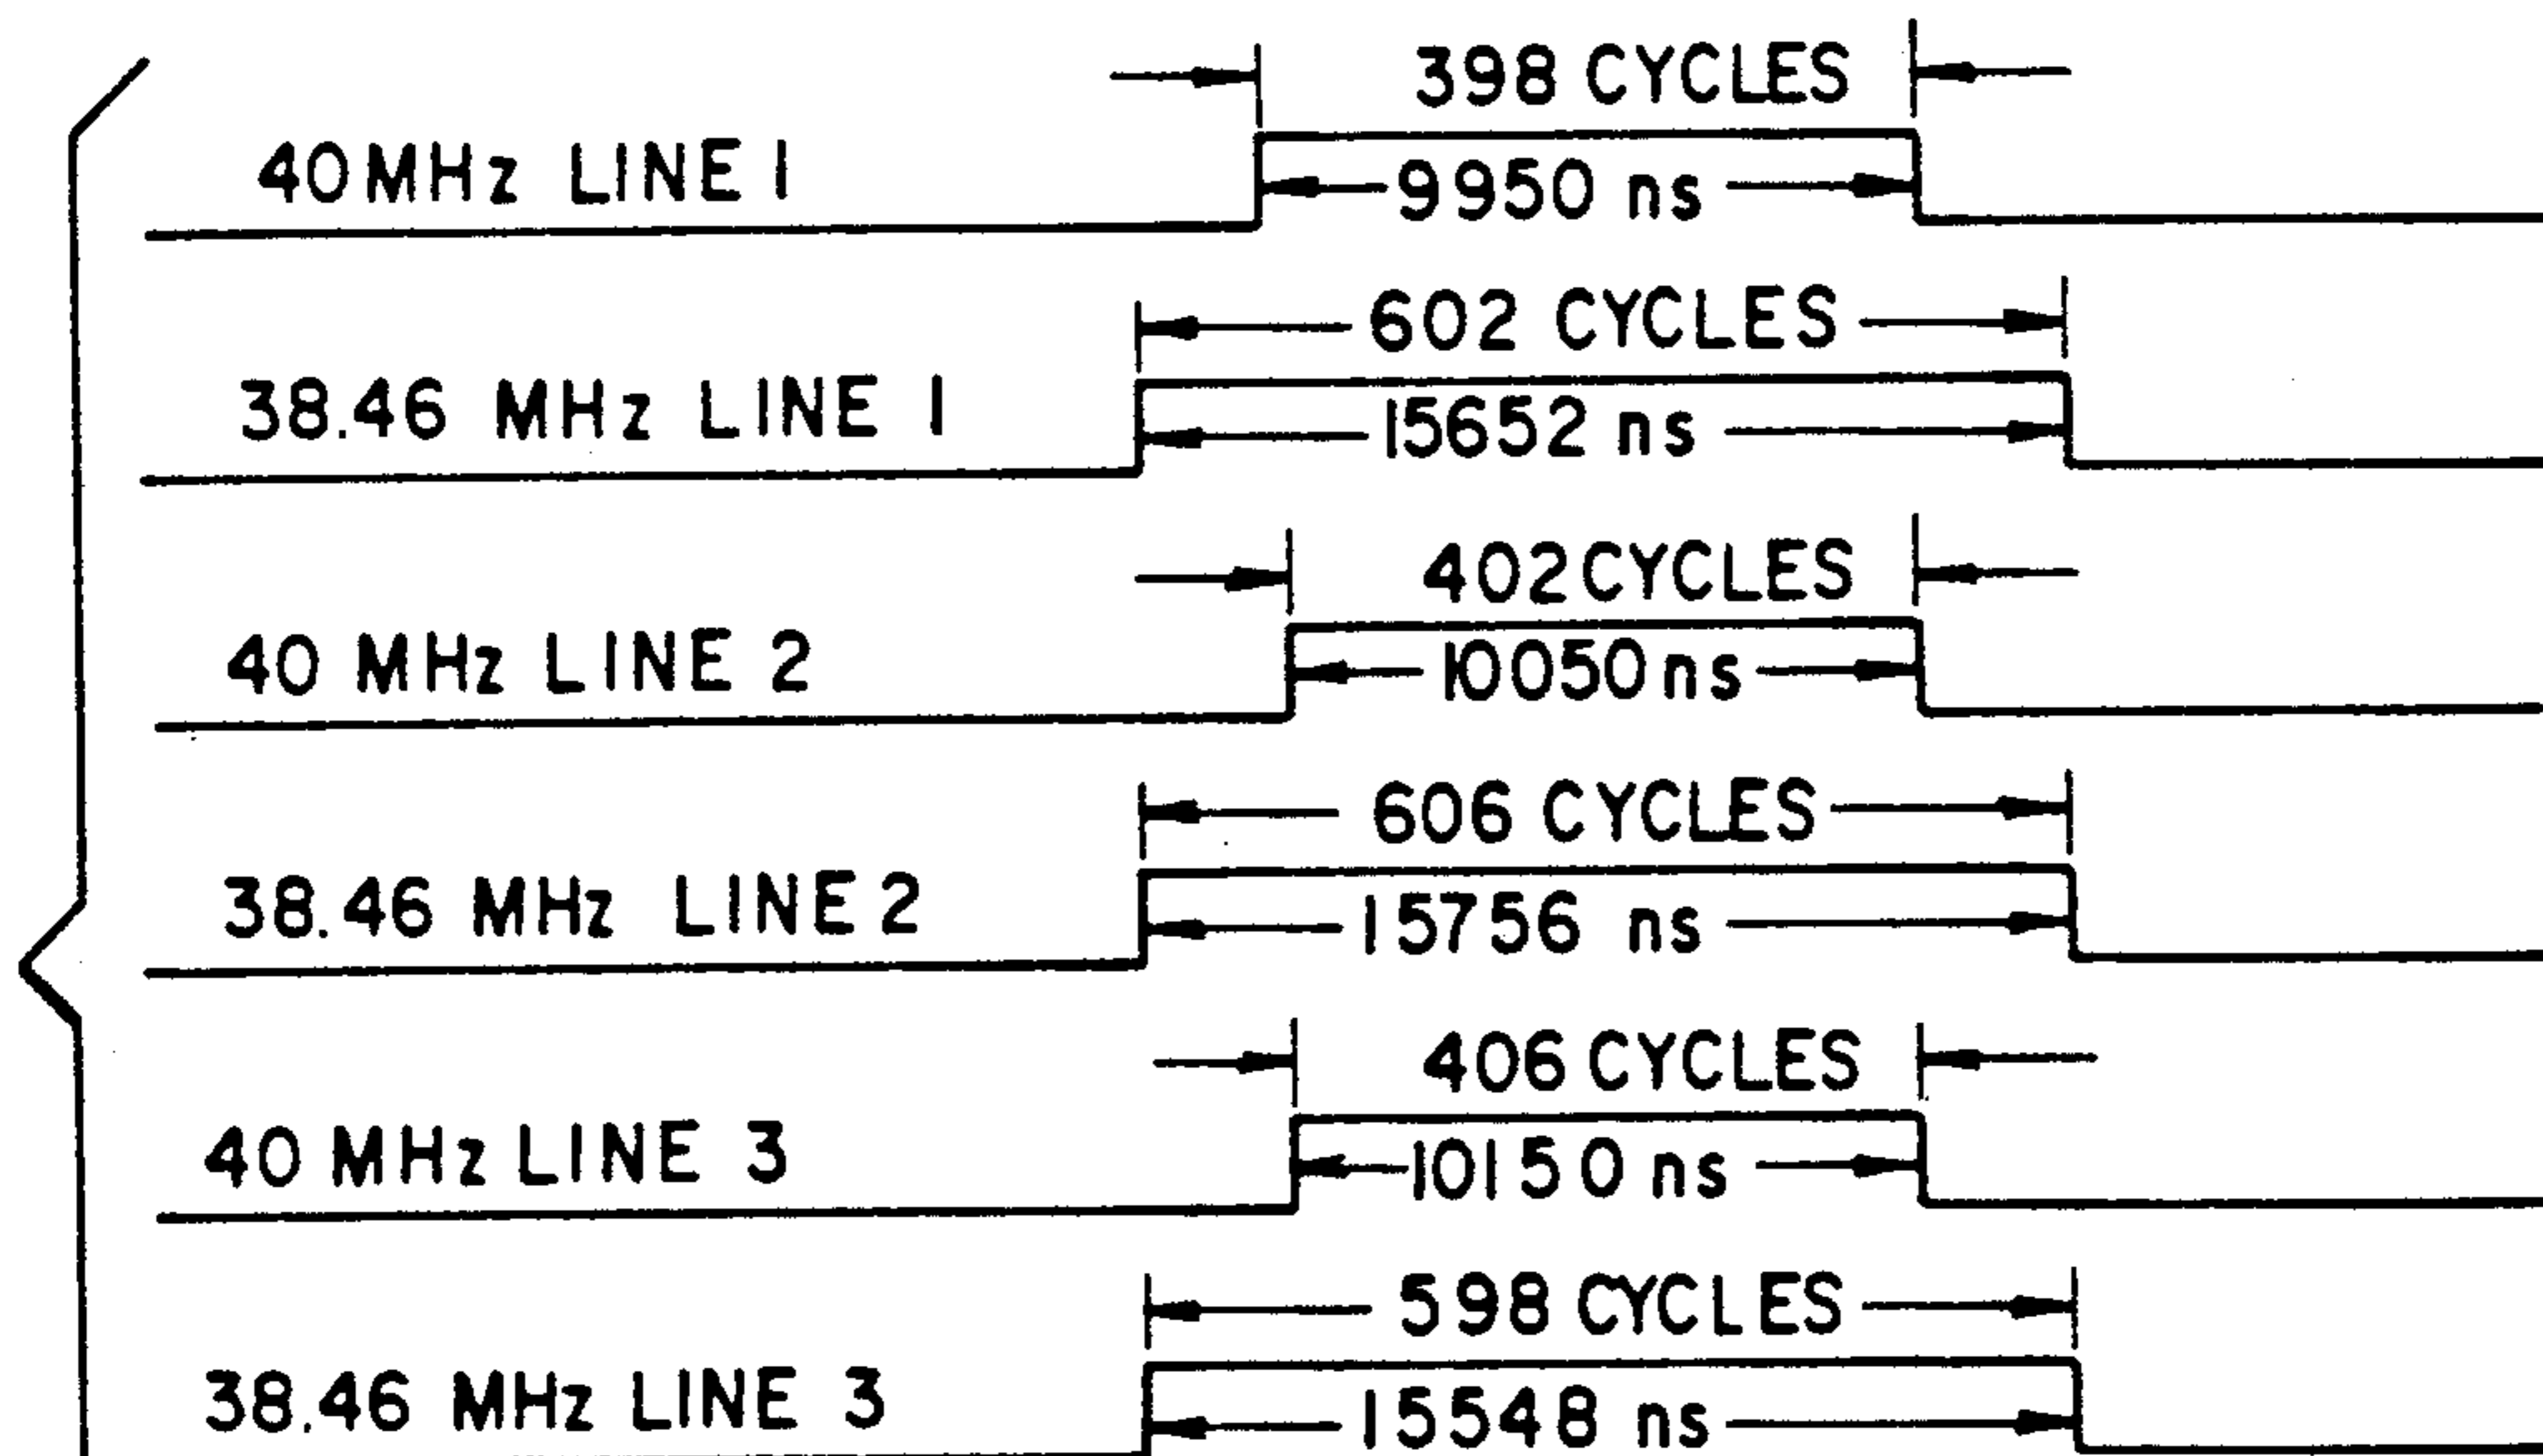 398 CYCLES
40 MHz LINE 1
9950 ns
602 CYCLES
38.46 MHz LINE 1
15652 ns
402 CYCLES
40 MHz LINE 2
10050 ns
606 CYCLES
38.46 MHz LINE 2
15756 ns
406 CYCLES
40 MHz LINE 3
10150 ns
598 CYCLES
38.46 MHz LINE 3
15548 ns